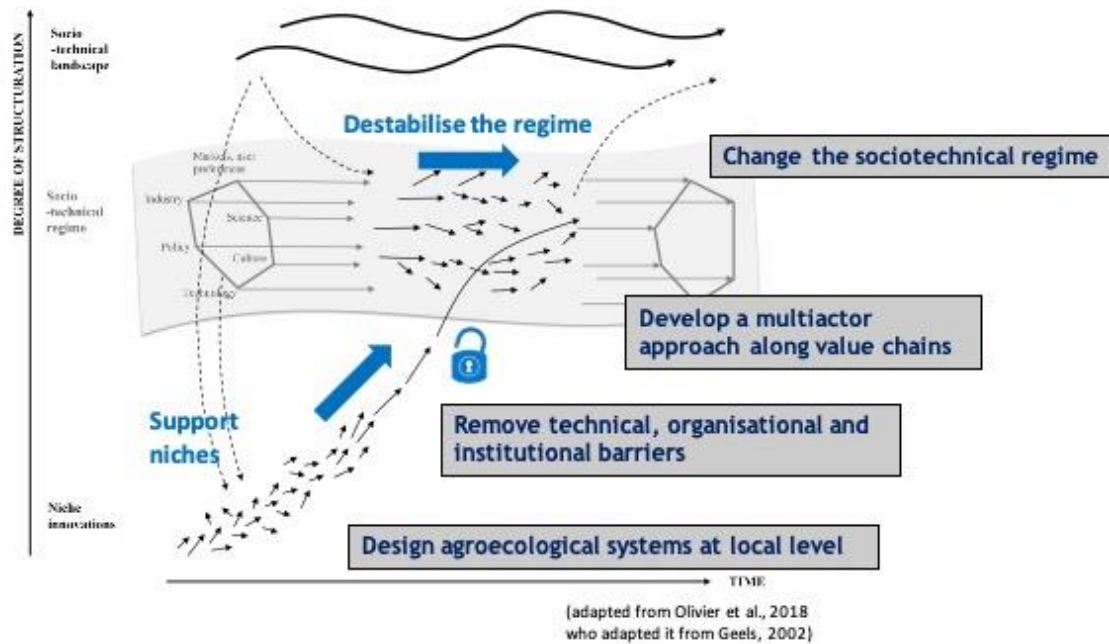 DEGREE OF STRUCTURATION
Socio
-technical
landscape
Destabilise the regime
Change the sociotechnical regime
Markets, user
preferences
Industry
Science
Socio
-technical
regime
Policy
Culture
Technology
Develop a multiactor
approach along value chains
Support
niches
Remove technical, organisational and
institutional barriers
Niche
innovations
Design agroecological systems at local level
TIME
(adapted from Olivier et al., 2018
who adapted it from Geels, 2002)